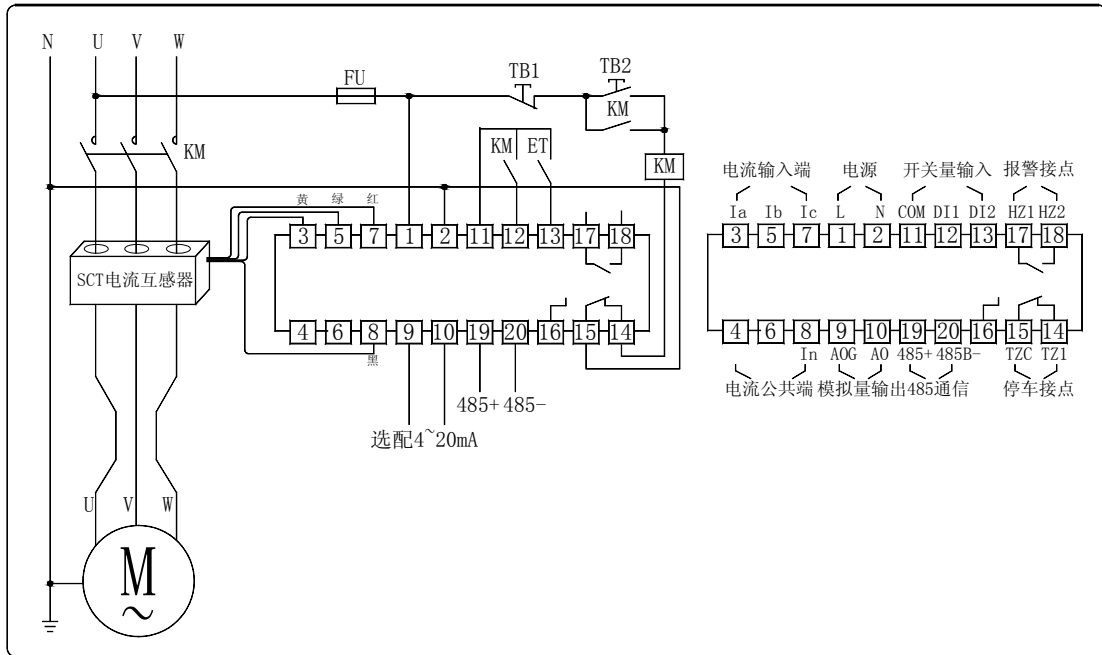 N U V W
FU TB1 TB2
KM
KM
KM ET
KM
黄 绿 红
3 5 7 1 2 11 12 13 17 18
SCT电流互感器
4 6 8 9 10 19 20 16 15 14
黑
485+ 485-
选配4~20mA
U V W
M
~
电流输入端 电源 开关量输入 报警接点
Ia Ib Ic L N COM DI1 DI2 HZ1 HZ2
3 5 7 1 2 11 12 13 17 18
4 6 8 9 10 19 20 16 15 14
In AOG AO 485+ 485B- TZC TZ1
电流公共端 模拟量输出 485通信 停车接点